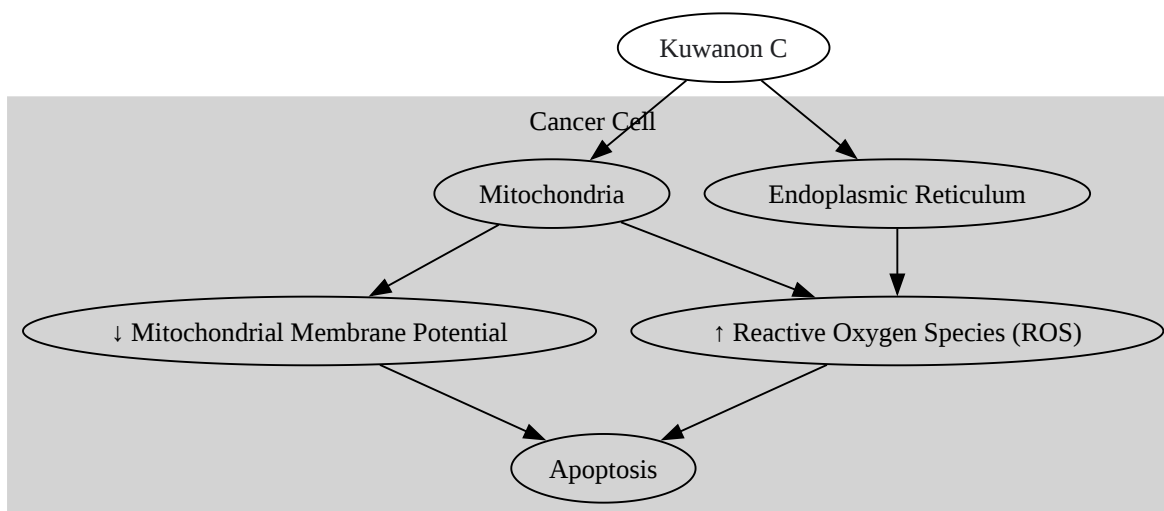 Kuwanon C
Cancer Cell
Mitochondria
Endoplasmic Reticulum
↓ Mitochondrial Membrane Potential
↑ Reactive Oxygen Species (ROS)
Apoptosis